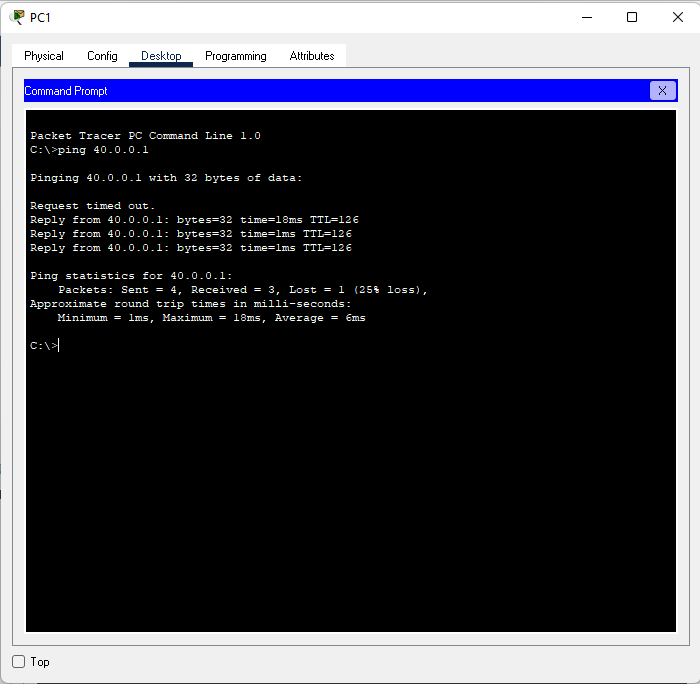 PC1
Physical Config Desktop Programming Attributes
Command Prompt X
Packet Tracer PC Command Line 1.0
C:\>ping 40.0.0.1
Pinging 40.0.0.1 with 32 bytes of data:
Request timed out.
Reply from 40.0.0.1: bytes=32 time=18ms TTL=126
Reply from 40.0.0.1: bytes=32 time=1ms TTL=126
Reply from 40.0.0.1: bytes=32 time=1ms TTL=126
Ping statistics for 40.0.0.1:
Packets: Sent = 4, Received = 3, Lost = 1 (25% loss),
Approximate round trip times in milli-seconds:
Minimum = 1ms, Maximum = 18ms, Average = 6ms
C:\>
Top